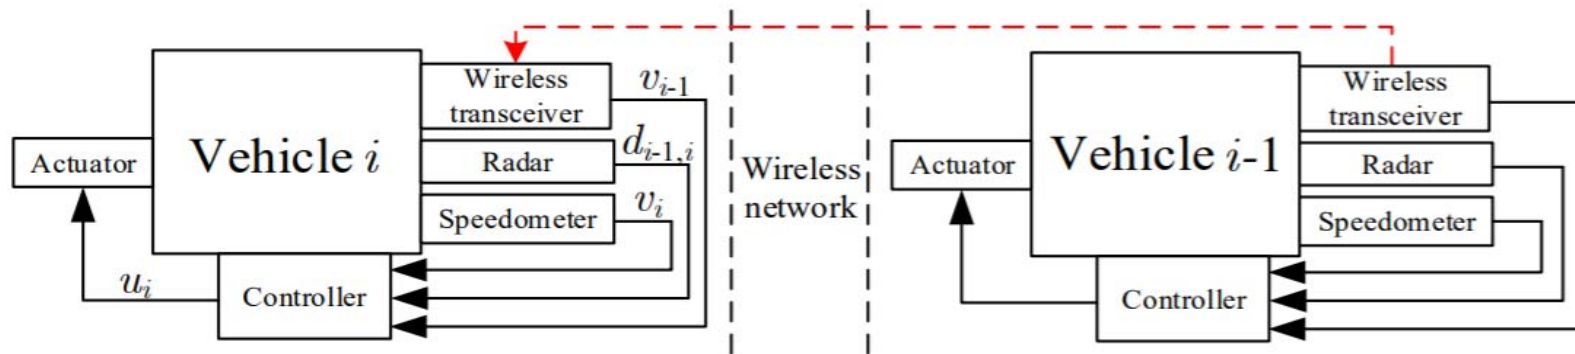 Wireless
transceiver
v_{i-1}
Vehicle i
Actuator
Radar
d_{i-1,i}
Speedometer
v_i
u_i
Controller
Wireless
network
Wireless
transceiver
Vehicle i-1
Actuator
Radar
Speedometer
Controller